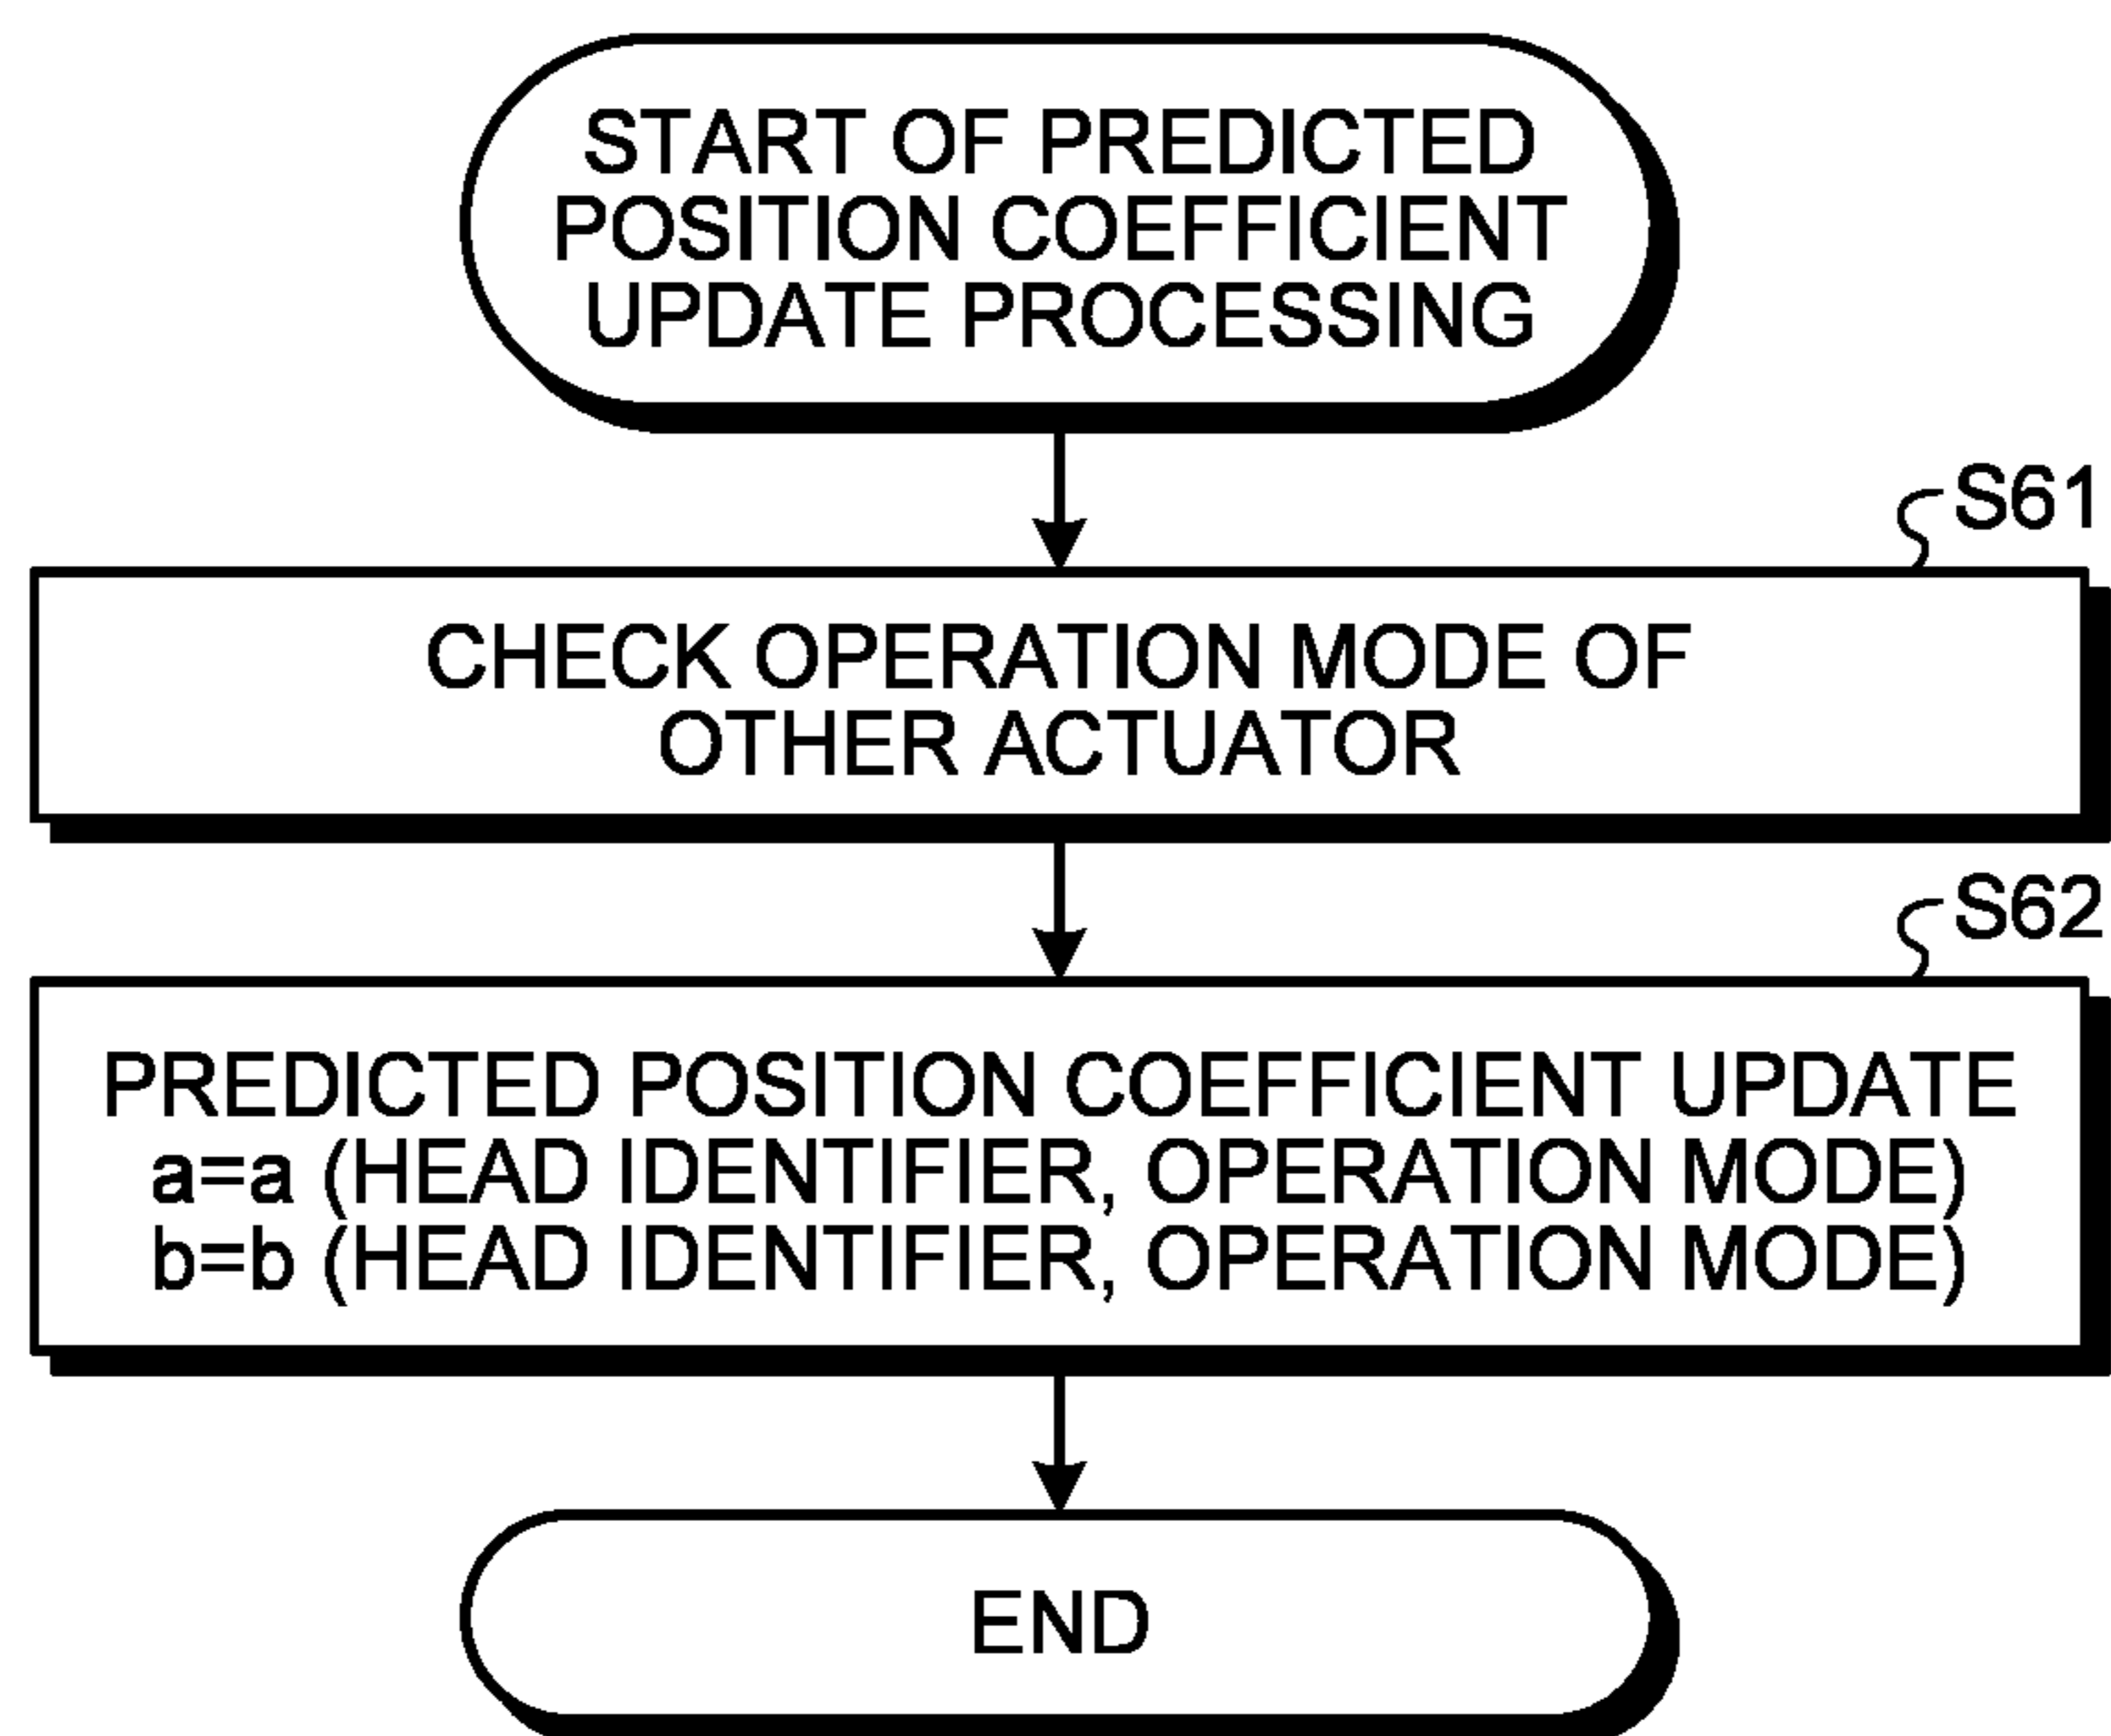 START OF PREDICTED
POSITION COEFFICIENT
UPDATE PROCESSING
S61
CHECK OPERATION MODE OF
OTHER ACTUATOR
S62
PREDICTED POSITION COEFFICIENT UPDATE
a=a (HEAD IDENTIFIER, OPERATION MODE)
b=b (HEAD IDENTIFIER, OPERATION MODE)
END